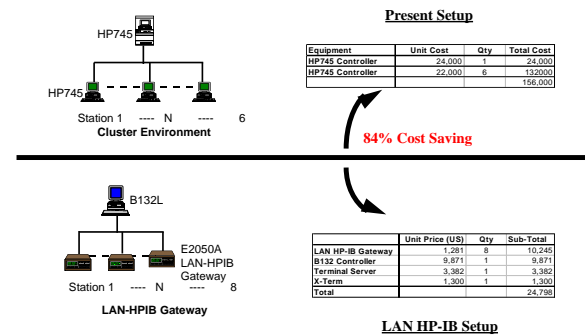 Present Setup
HP745
Equipment Unit Cost Qty Total Cost
HP745 Controller 24,000 1 24,000
HP745 Controller 22,000 6 132000
156,000
HP745
Station 1 ---- N ---- 6
Cluster Environment
84% Cost Saving
B132L
E2050A
LAN-HPIB
Gateway
Station 1 ---- N ---- 8
LAN-HPIB Gateway
Unit Price (US) Qty Sub-Total
LAN HP-IB Gateway 1,281 8 10,245
B132 Controller 9,871 1 9,871
Terminal Server 3,382 1 3,382
X-Term 1,300 1 1,300
Total 24,798
LAN HP-IB Setup